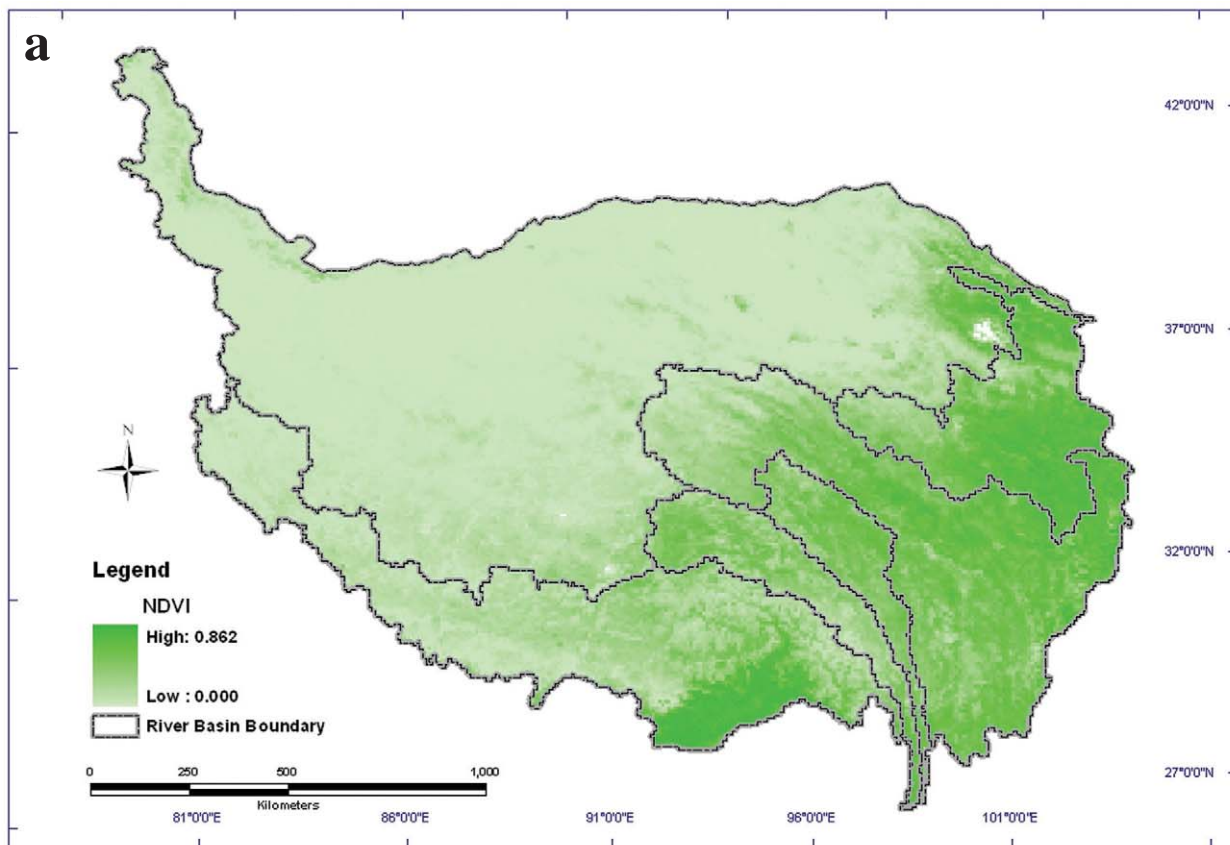 a
42°0'0"N
37°0'0"N
N
32°0'0"N
Legend
NDVI
High: 0.862
Low : 0.000
River Basin Boundary
27°0'0"N
0 250 500 1,000
Kilometers
81°0'0"E 86°0'0"E 91°0'0"E 96°0'0"E 101°0'0"E